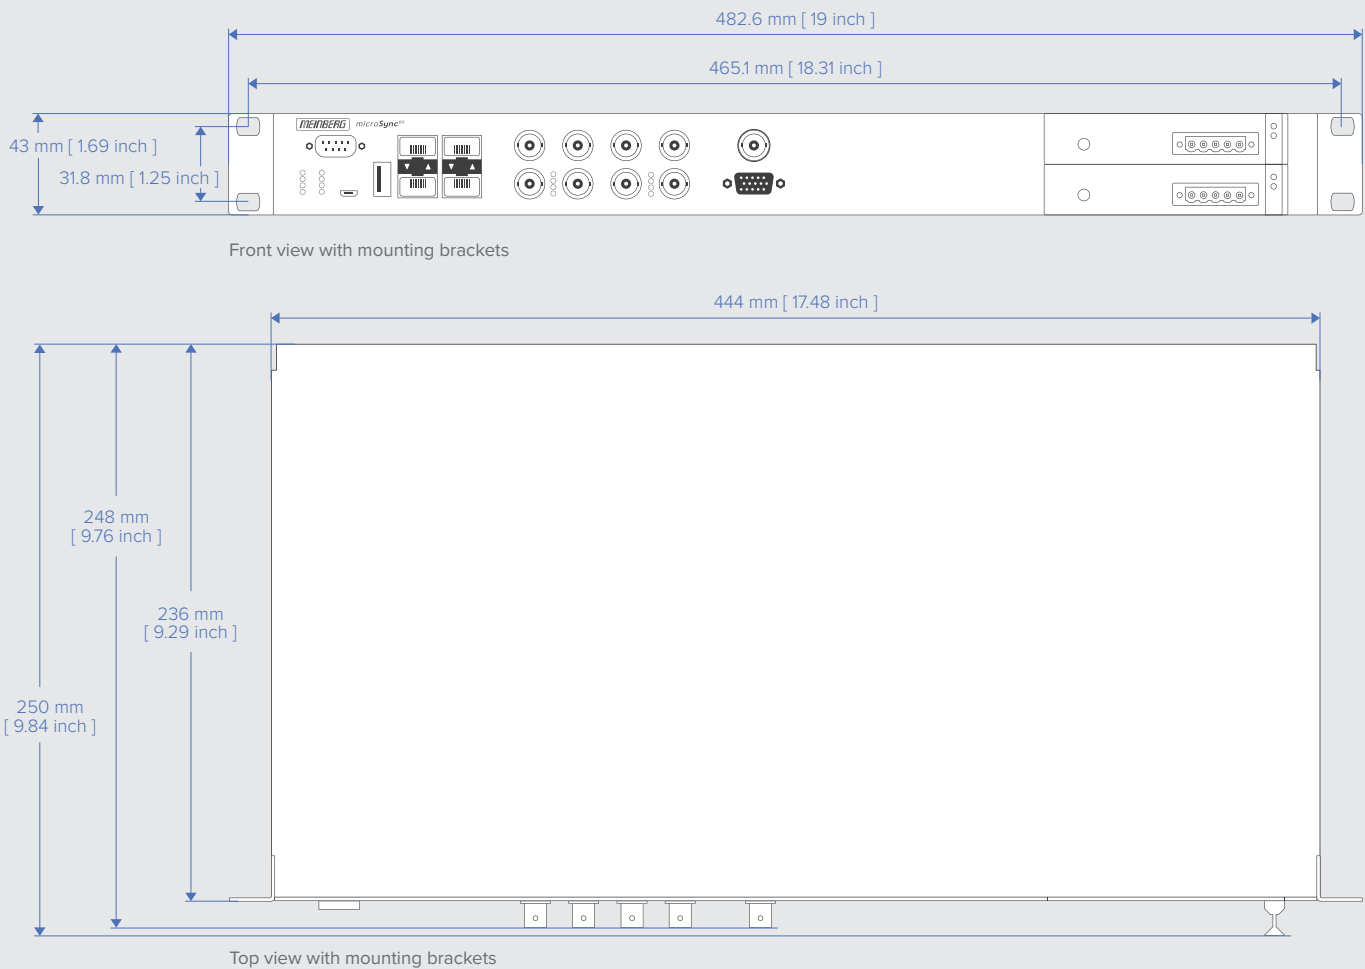 482.6 mm [ 19 inch ]
465.1 mm [ 18.31 inch ]
MEINBERG microSync
43 mm [ 1.69 inch ]
31.8 mm [ 1.25 inch ]
Front view with mounting brackets
444 mm [ 17.48 inch ]
248 mm
[ 9.76 inch ]
236 mm
[ 9.29 inch ]
250 mm
[ 9.84 inch ]
Top view with mounting brackets